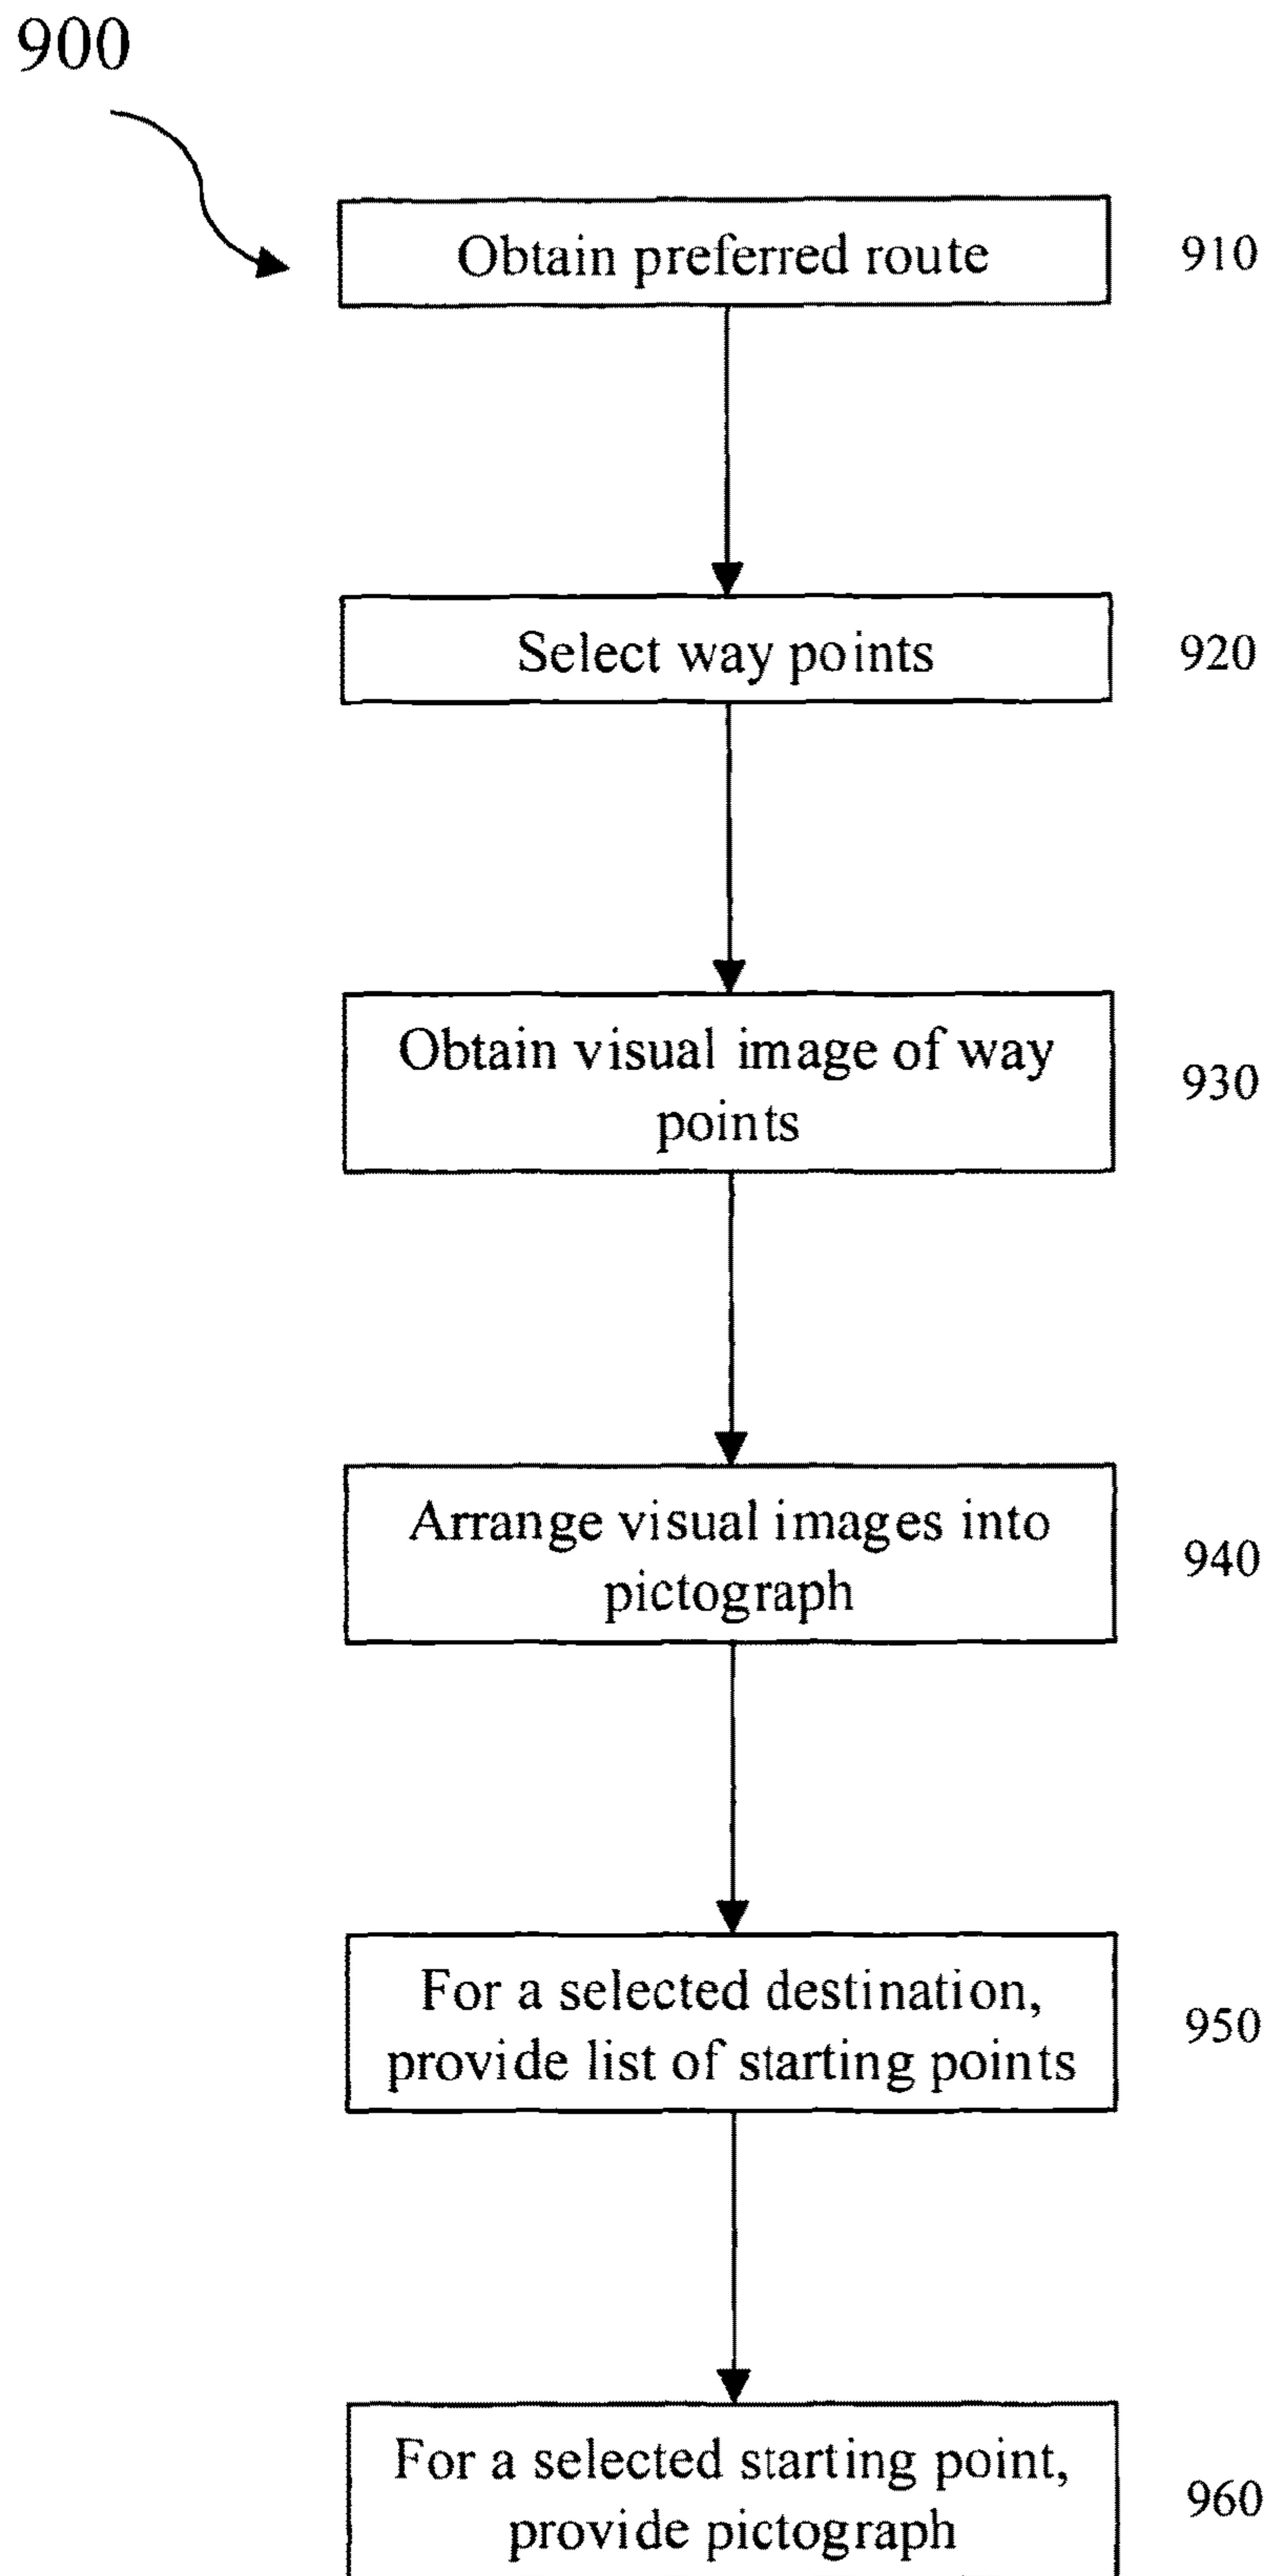 900
Obtain preferred route 910
Select way points 920
Obtain visual image of way
points
930
Arrange visual images into
pictograph
940
For a selected destination,
provide list of starting points
950
For a selected starting point,
provide pictograph
960